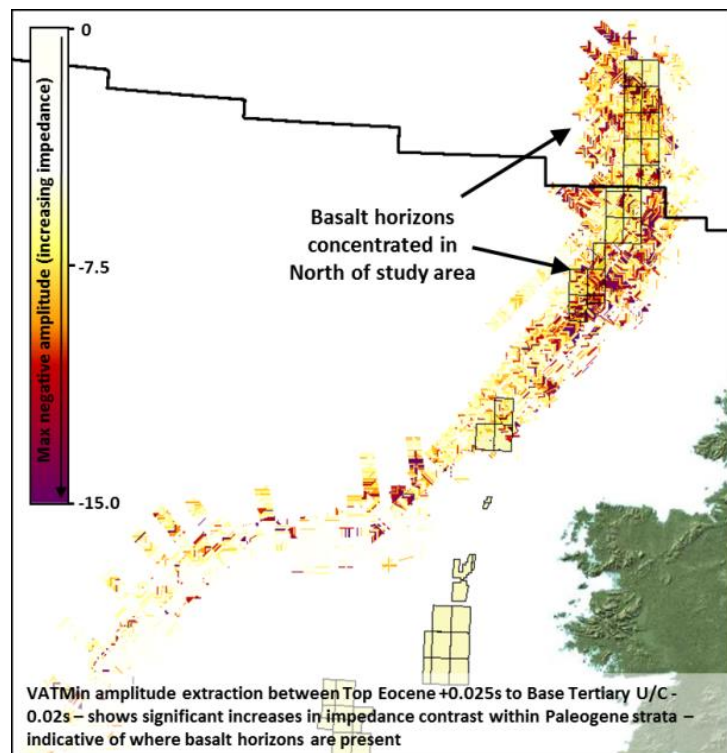 0
Max negative amplitude (increasing impedance)
-7.5
-15.0
Basalt horizons
concentrated in
North of study area
VATMin amplitude extraction between Top Eocene +0.025s to Base Tertiary U/C -
0.02s – shows significant increases in impedance contrast within Paleogene strata –
indicative of where basalt horizons are present